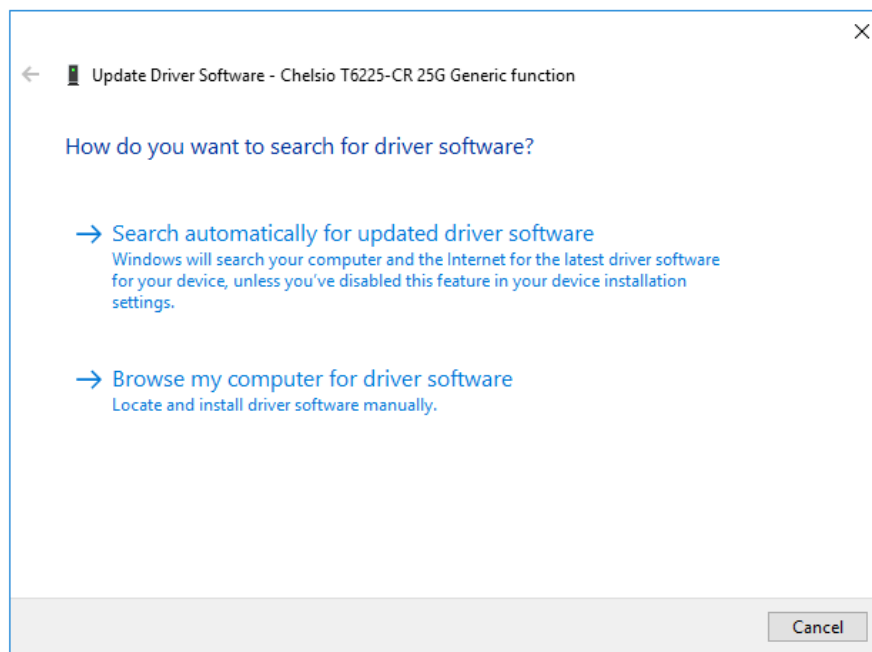 Update Driver Software - Chelsio T6225-CR 25G Generic function
How do you want to search for driver software?
Search automatically for updated driver software
Windows will search your computer and the Internet for the latest driver software
for your device, unless you've disabled this feature in your device installation
settings.
Browse my computer for driver software
Locate and install driver software manually.
Cancel